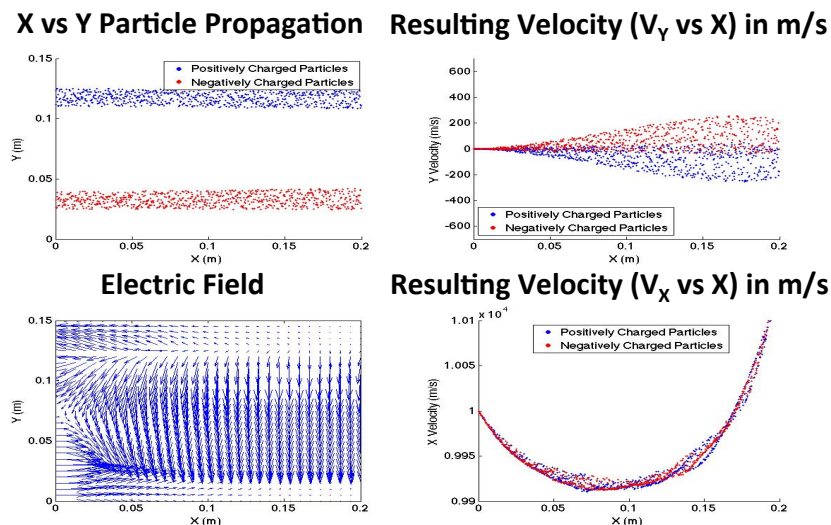 X vs Y Particle Propagation
Resulting Velocity (V_Y vs X) in m/s
Positively Charged Particles
Negatively Charged Particles
Y (m)
0.15
0.1
0.05
0
0 0.05 0.1 0.15 0.2
X (m)
Y Velocity (m/s)
600
400
200
0
-200
-400
-600
Positively Charged Particles
Negatively Charged Particles
0 0.05 0.1 0.15 0.2
X (m)
Electric Field
Resulting Velocity (V_X vs X) in m/s
Y (m)
0.15
0.1
0.05
0
0 0.05 0.1 0.15 0.2
X (m)
x 10^4
X Velocity (m/s)
1.01
1.005
1
0.995
0.99
Positively Charged Particles
Negatively Charged Particles
0 0.05 0.1 0.15 0.2
X (m)